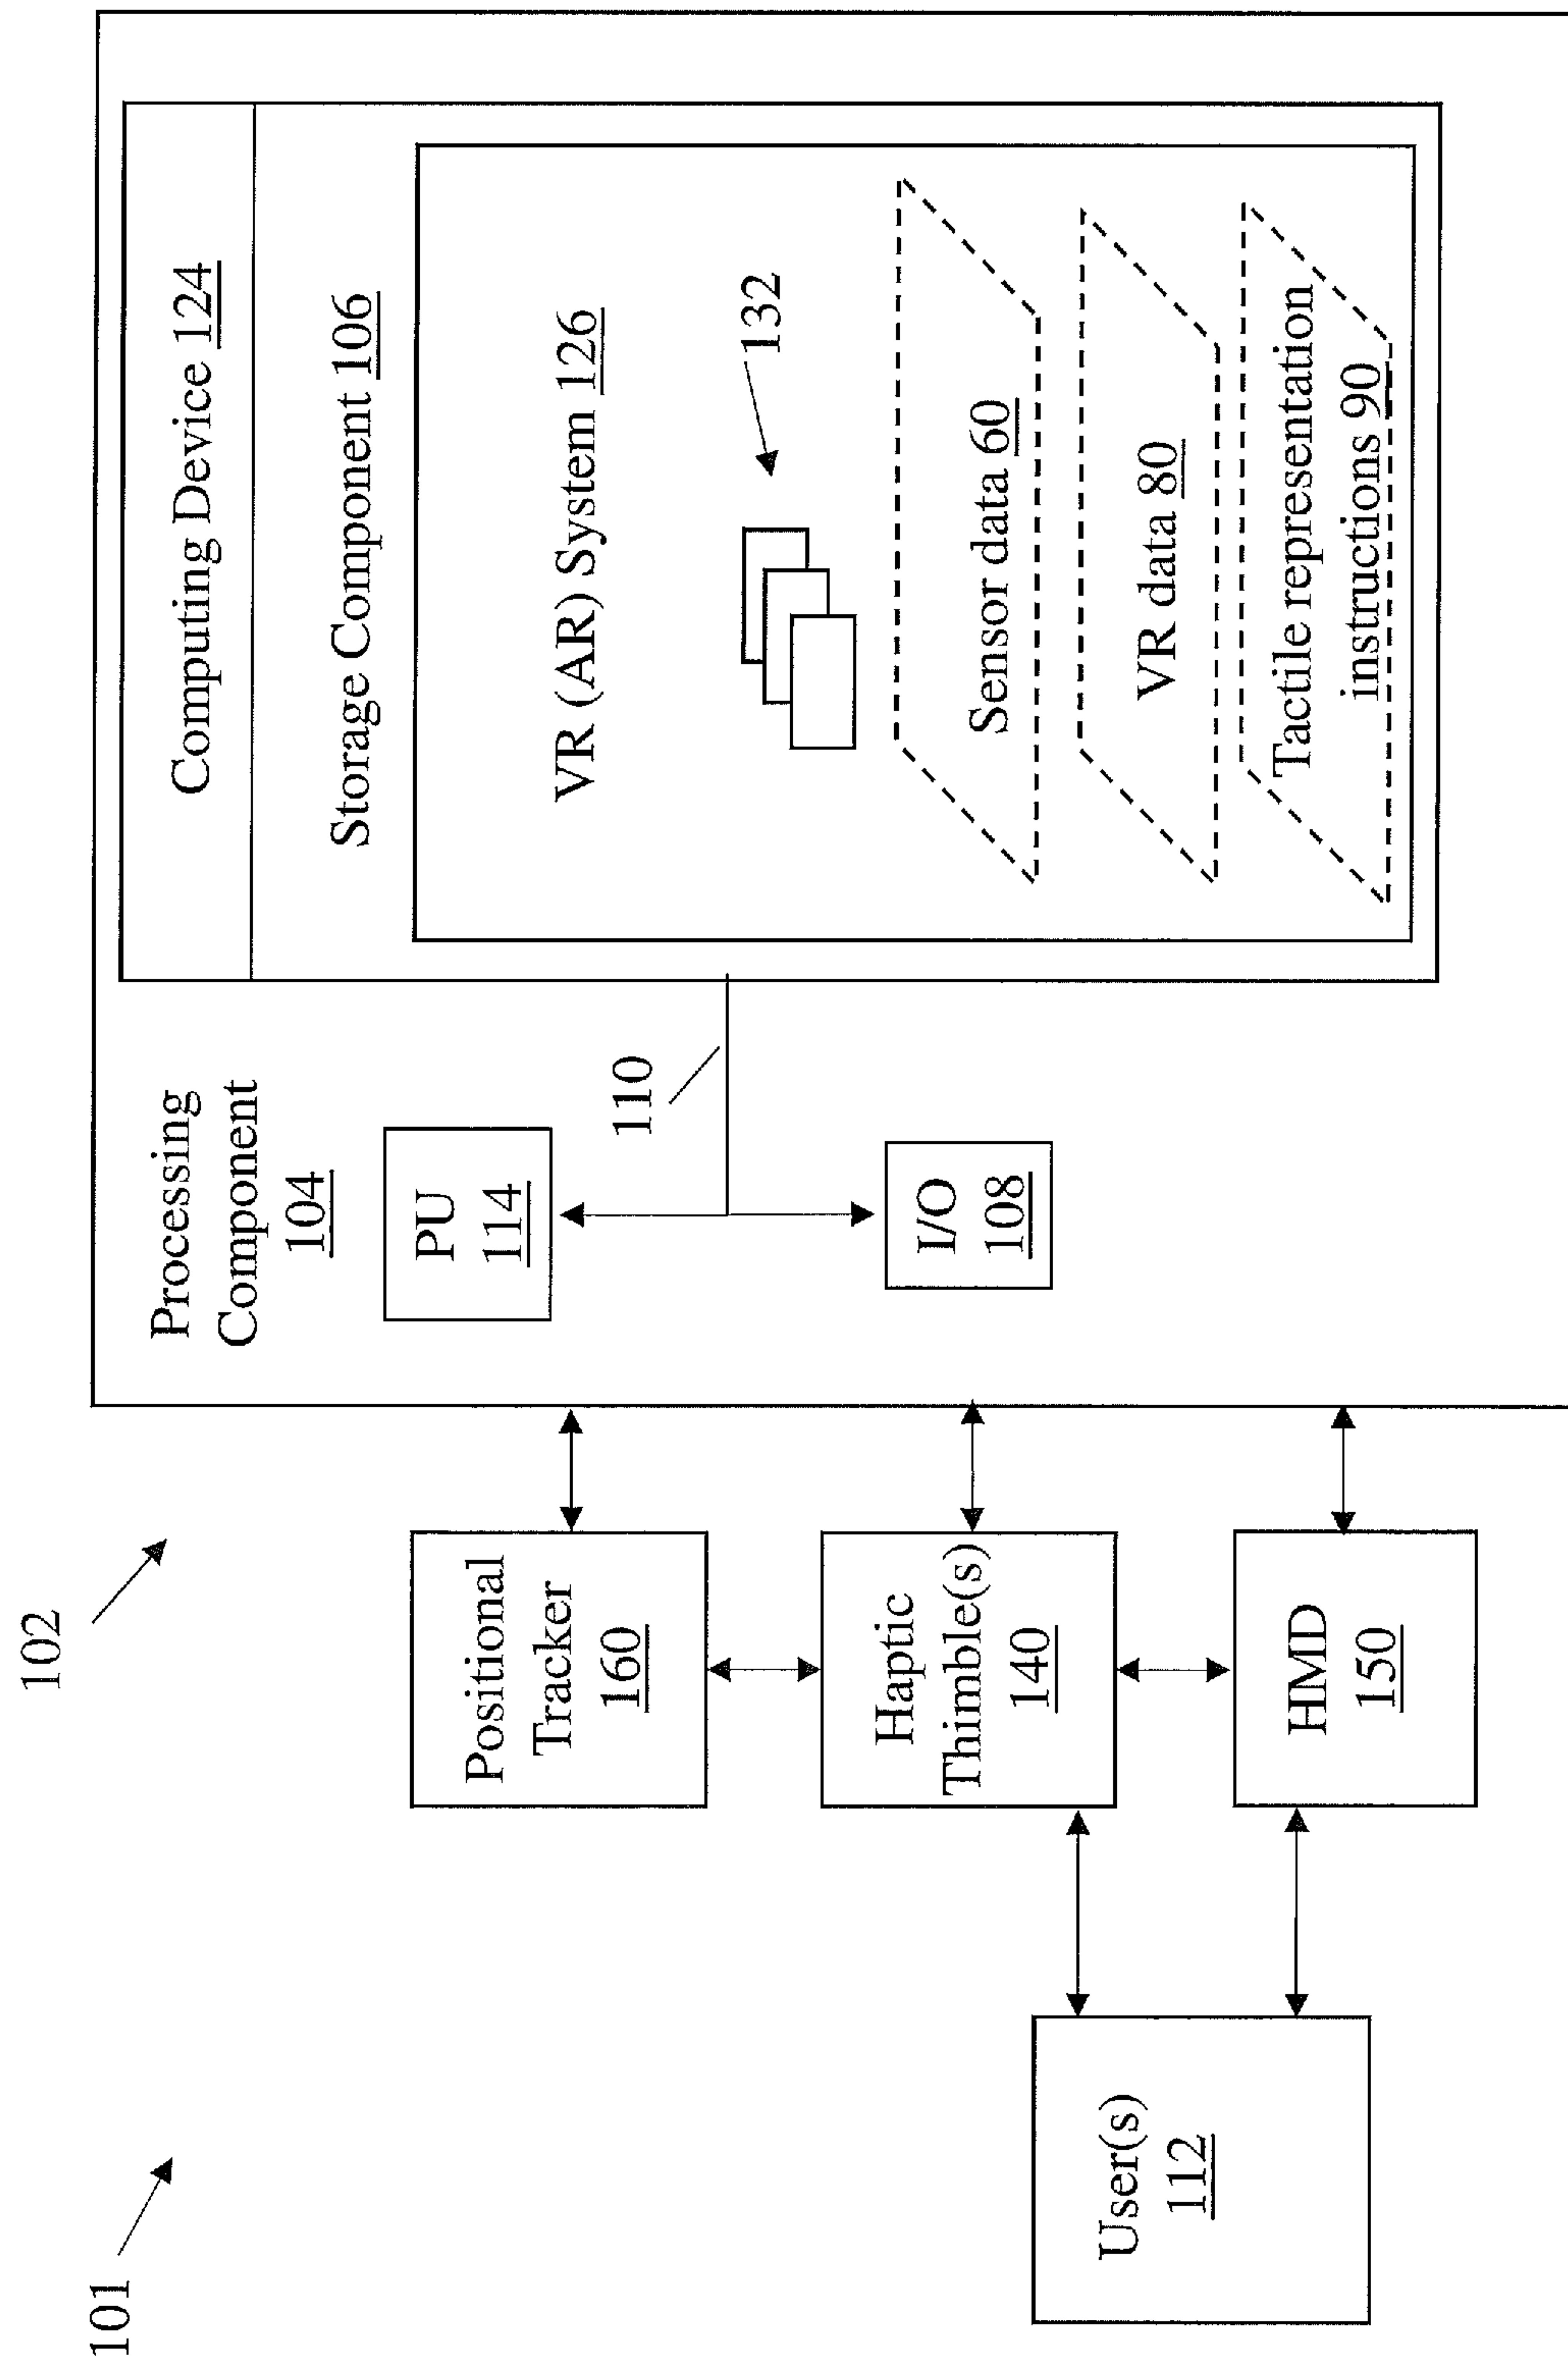 101
102
User(s)
112
Positional
Tracker
160
Haptic
Thimble(s)
140
HMD
150
Processing
Component
104
PU
114
110
I/O
108
Computing Device 124
Storage Component 106
VR (AR) System 126
132
Sensor data 60
VR data 80
Tactile representation
instructions 90